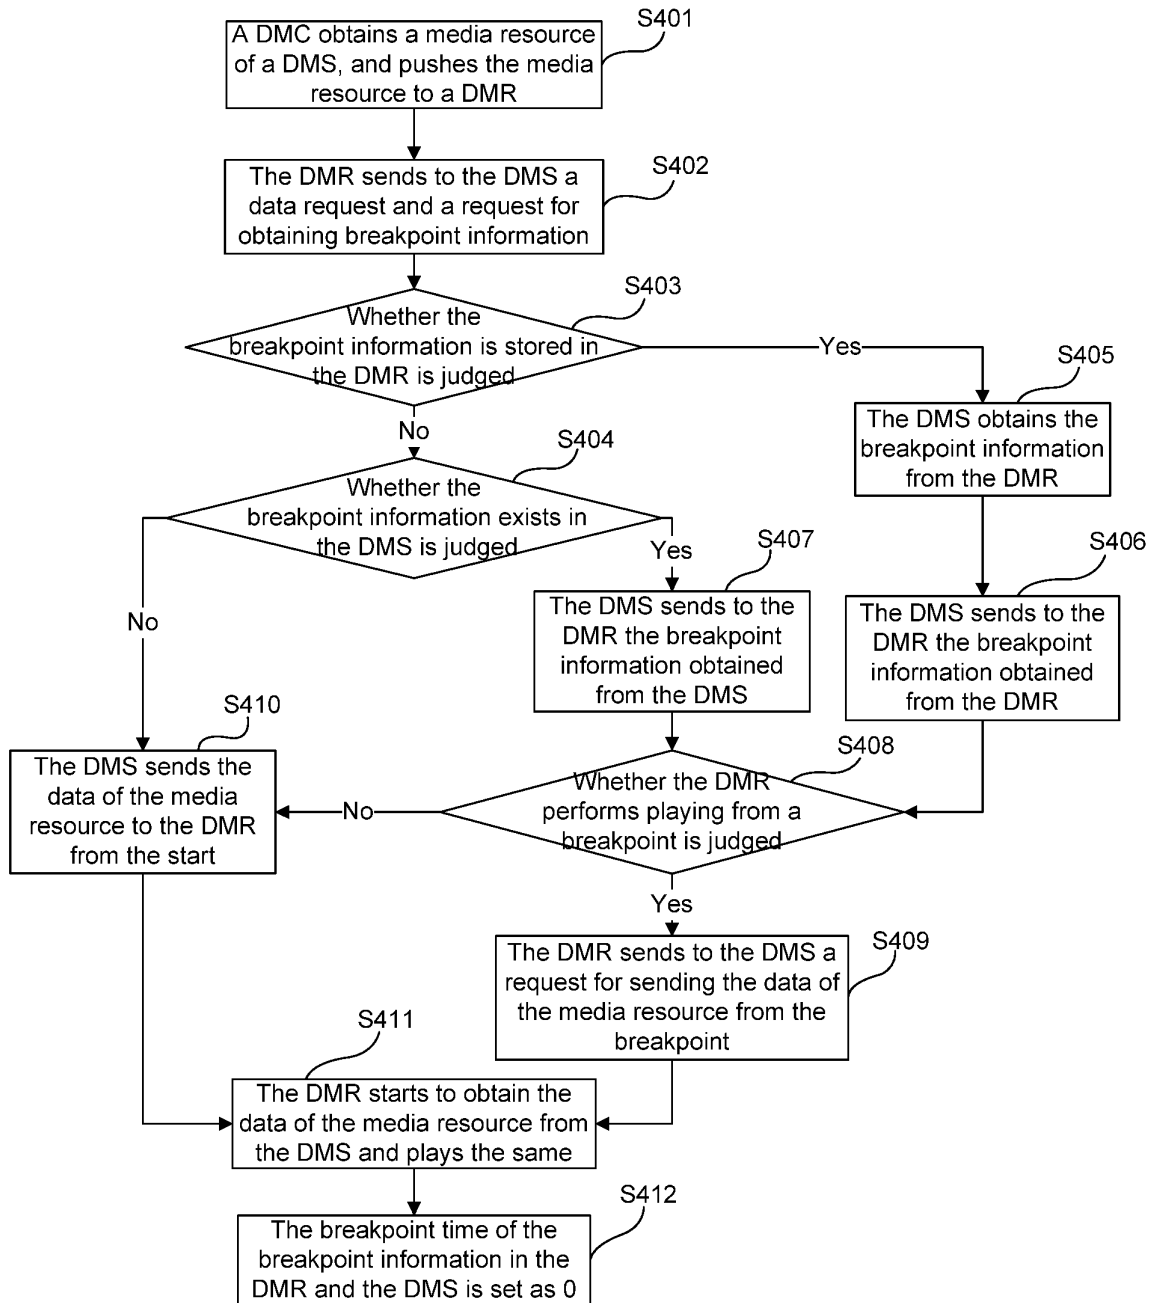 S401
A DMC obtains a media resource
of a DMS, and pushes the media
resource to a DMR
S402
The DMR sends to the DMS a
data request and a request for
obtaining breakpoint information
S403
Whether the
breakpoint information is stored in
the DMR is judged
Yes
No
S405
The DMS obtains the
breakpoint information
from the DMR
S404
Whether the
breakpoint information exists in
the DMS is judged
No
Yes
S407
The DMS sends to the
DMR the breakpoint
information obtained
from the DMS
S406
The DMS sends to the
DMR the breakpoint
information obtained
from the DMR
S410
The DMS sends the
data of the media
resource to the DMR
from the start
S408
Whether the DMR
performs playing from a
breakpoint is judged
No
Yes
S409
The DMR sends to the DMS a
request for sending the data of
the media resource from the
breakpoint
S411
The DMR starts to obtain the
data of the media resource from
the DMS and plays the same
S412
The breakpoint time of the
breakpoint information in the
DMR and the DMS is set as 0